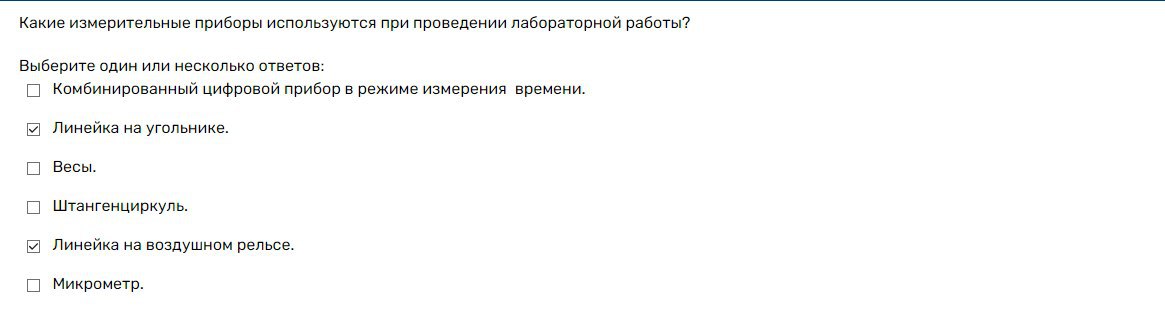 Какие измерительные приборы используются при проведении лабораторной работы?
Выберите один или несколько ответов:
Комбинированный цифровой прибор в режиме измерения времени.
Линейка на угольнике.
Весы.
Штангенциркуль.
Линейка на воздушном рельсе.
Микрометр.